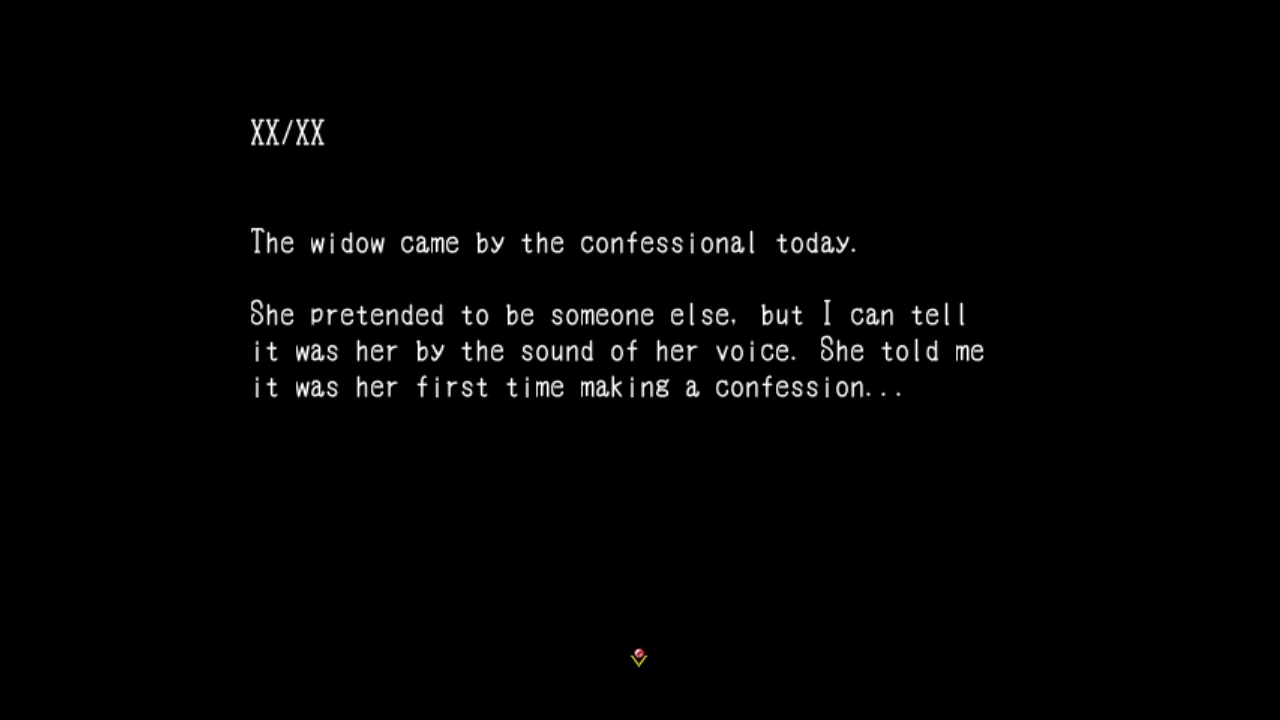 XX/XX
The widow came by the confessional today.
She pretended to be someone else, but I can tell
it was her by the sound of her voice. She told me
it was her first time making a confession...